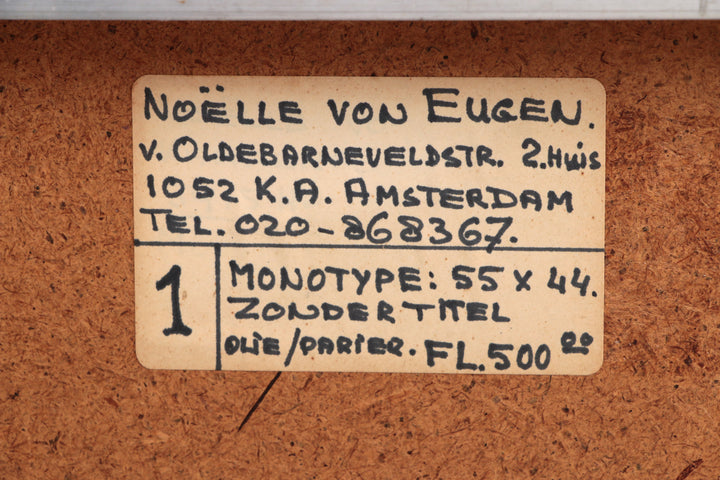 NOËLLE VON EUGEN.
V. OLDEBARNEVELDSTR. 2.HUIS
1052 K.A. AMSTERDAM
TEL. 020-868367.
1
MONOTYPE: 55 x 44.
ZONDER TITEL
OLIE/PAPIER. FL.500 00